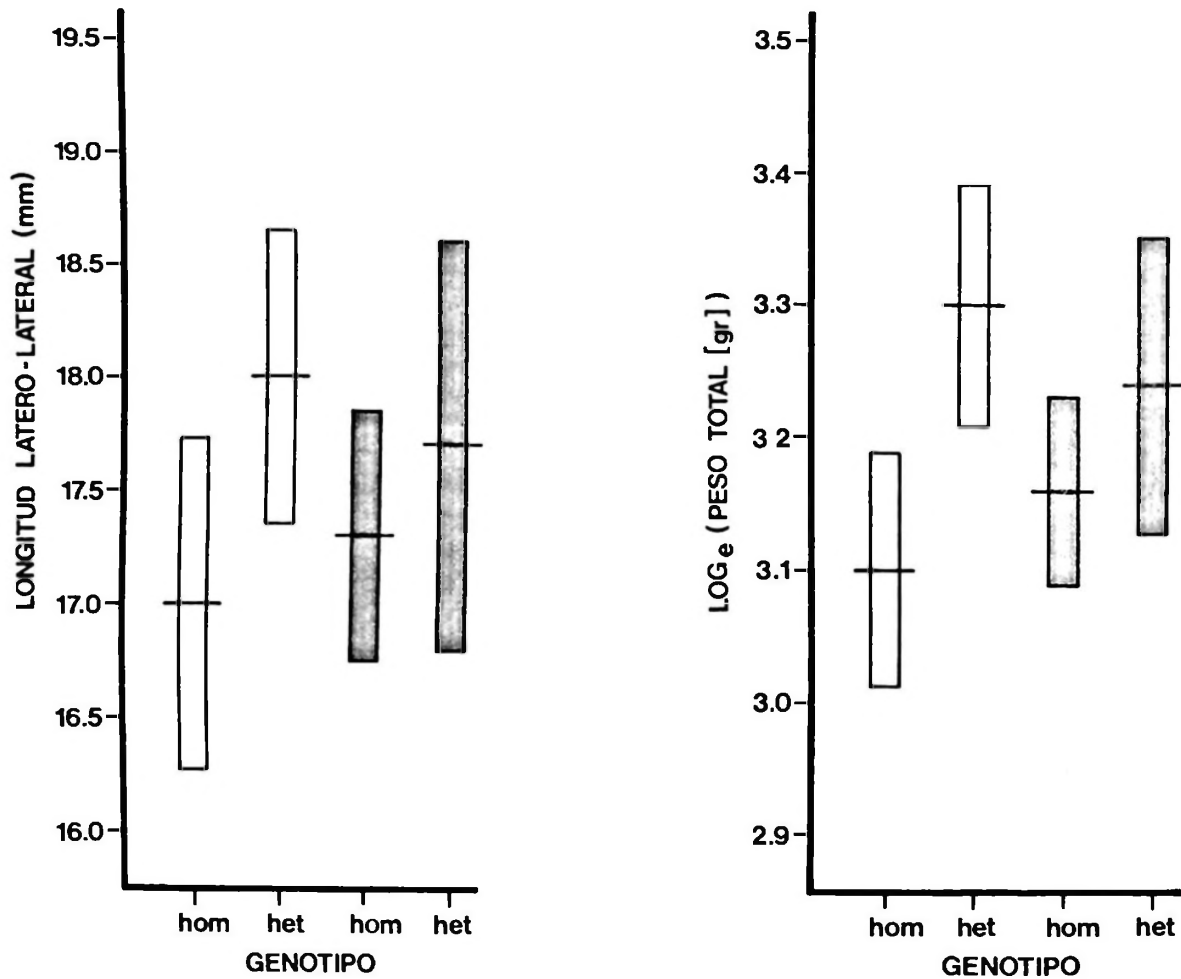 LONGITUD LATERO-LATERAL (mm)
19.5
19.0
18.5
18.0
17.5
17.0
16.5
16.0
hom het hom het
GENOTIPO
LOGe (PESO TOTAL [gr])
3.5
3.4
3.3
3 2
3.1
3.0
2.9
hom het hom het
GENOTIPO